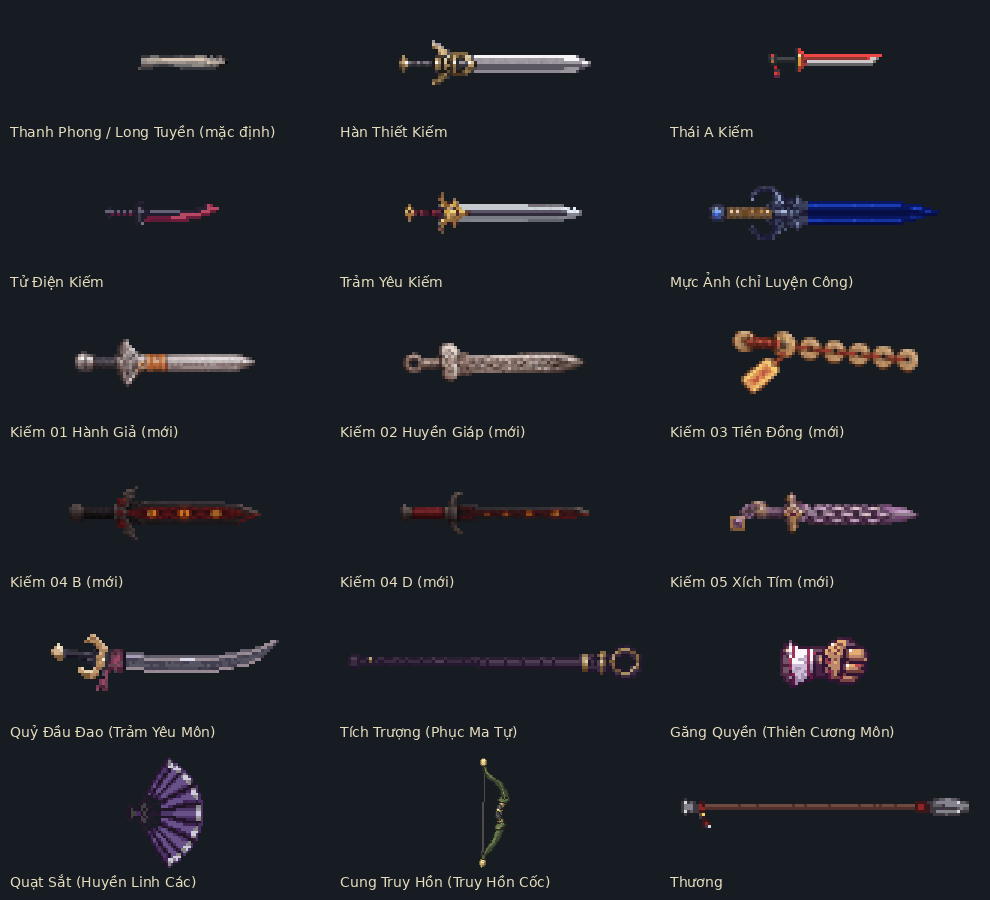 Thanh Phong / Long Tuyền (mặc định)
Hàn Thiết Kiếm
Thái A Kiếm
Tử Điện Kiếm
Trảm Yêu Kiếm
Mực Ảnh (chỉ Luyện Công)
Kiếm 01 Hành Giả (mới)
Kiếm 02 Huyền Giáp (mới)
Kiếm 03 Tiền Đồng (mới)
Kiếm 04 B (mới)
Kiếm 04 D (mới)
Kiếm 05 Xích Tím (mới)
Quỷ Đầu Đao (Trảm Yêu Môn)
Tích Trượng (Phục Ma Tự)
Găng Quyền (Thiên Cương Môn)
Quạt Sắt (Huyền Linh Các)
Cung Truy Hồn (Truy Hồn Cốc)
Thương